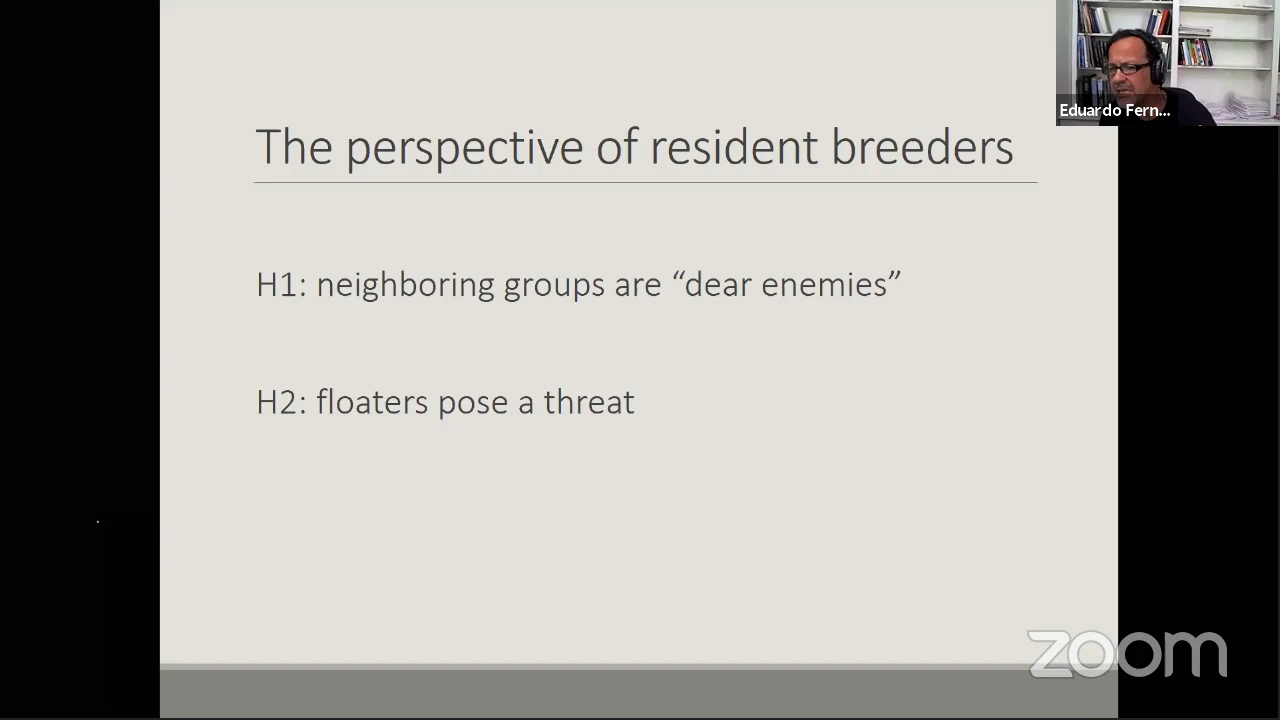 The perspective of resident breeders
H1: neighboring groups are “dear enemies”
H2: floaters pose a threat
Eduardo Fern...
zoom